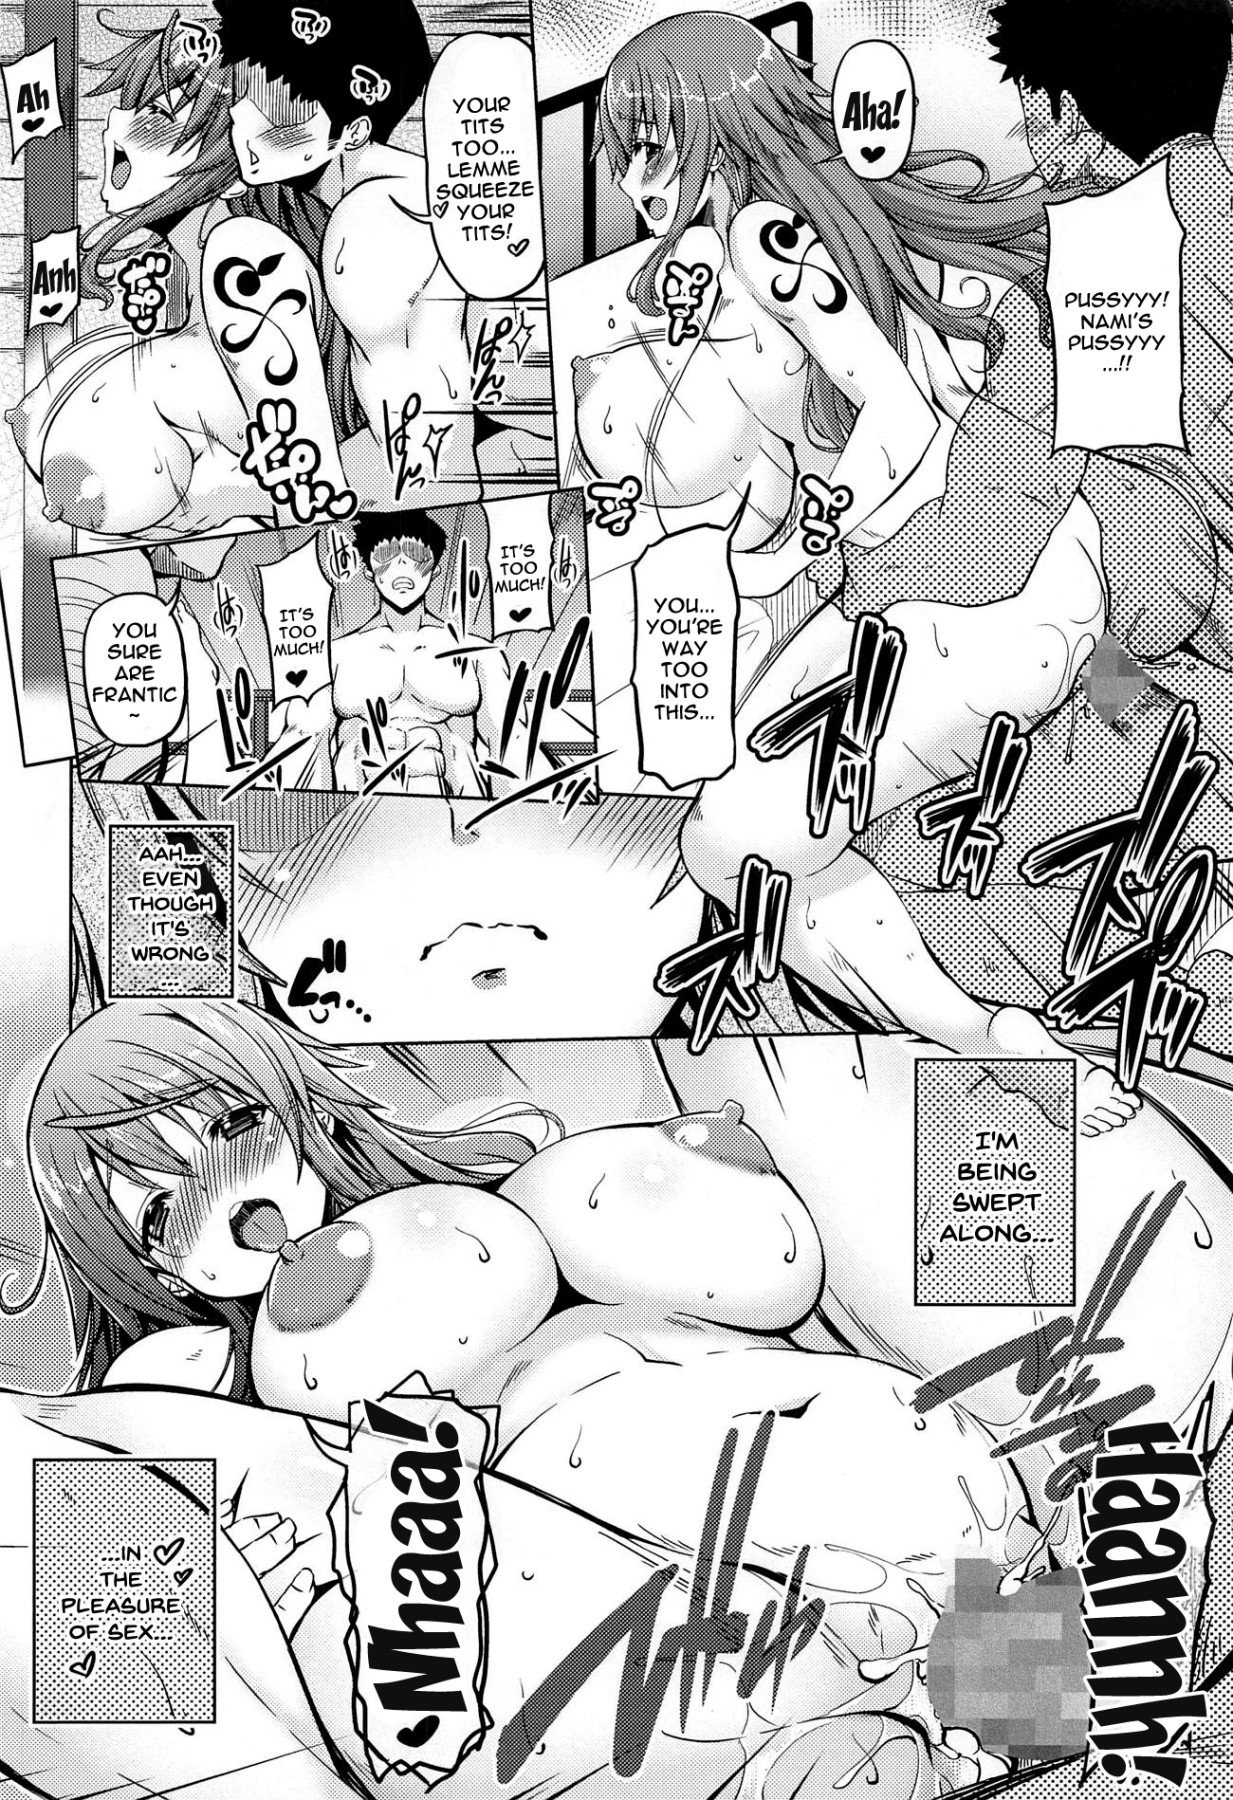 Aha!
PUSSYYY!
NAMI'S
PUSSYYY
...!!
YOU...
YOU'RE
WAY
TOO
INTO
THIS...
YOUR
TITS
TOO...
LEMME
SQUEEZE
YOUR
TITS!
Ah
Anh
IT'S
TOO
MUCH!
IT'S
TOO
MUCH!
YOU
SURE
ARE
FRANTIC
~
AAH...
EVEN
THOUGH
IT'S
WRONG
...
I'M
BEING
SWEPT
ALONG...
Haannh!
Nhaaa!
...IN
THE
PLEASURE
OF SEX...